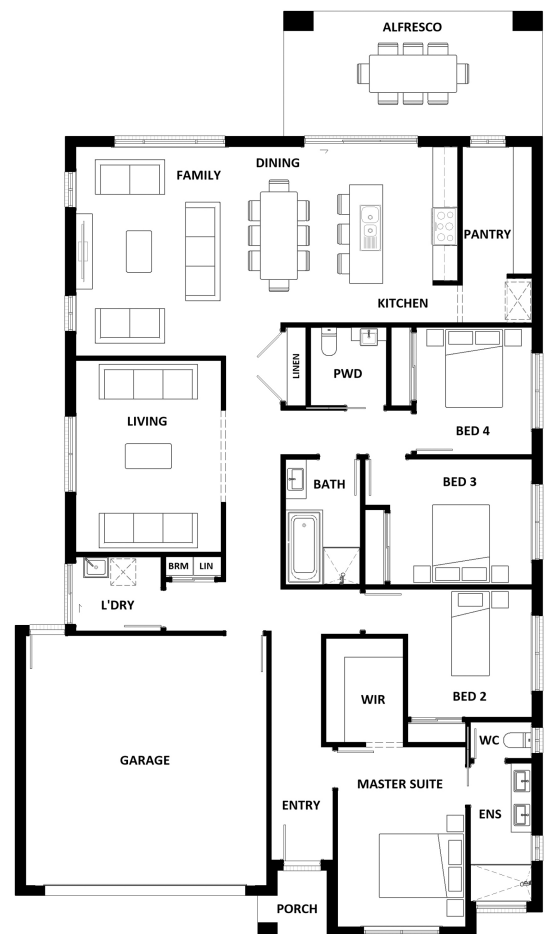 ALFRESCO
DINING
FAMILY
PANTRY
KITCHEN
LINEN
PWD
LIVING
BED 4
BATH
BED 3
BRM
LIN
L'DRY
WIR
BED 2
WC
GARAGE
MASTER SUITE
ENTRY
ENS
PORCH